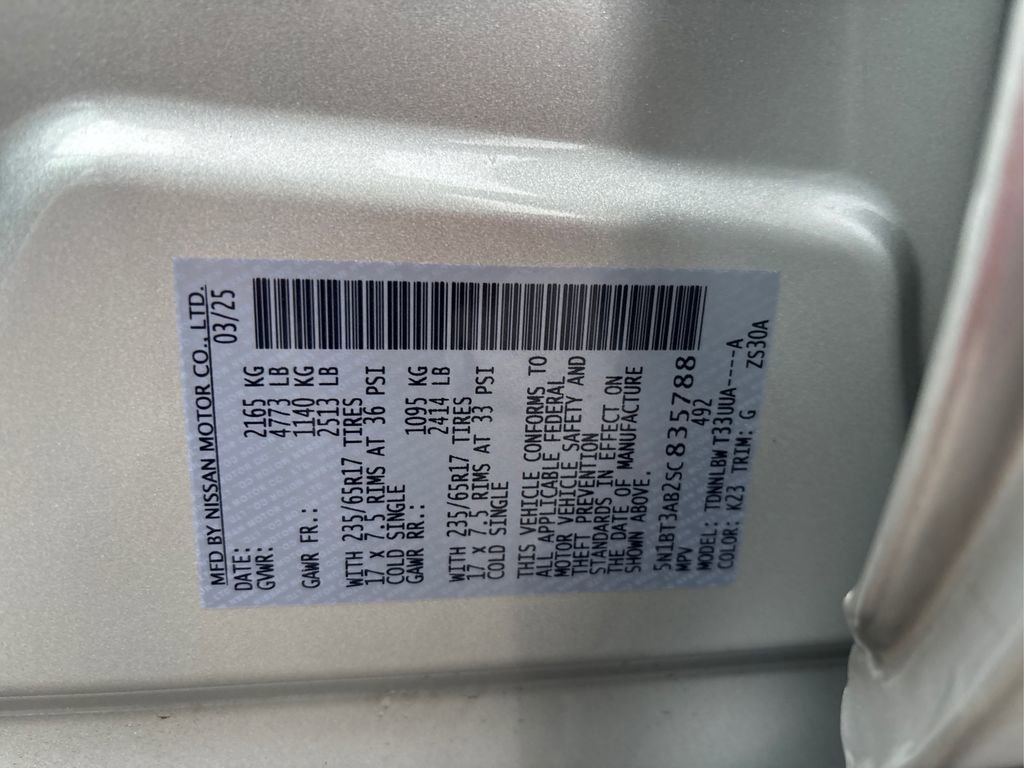 MFD BY NISSAN MOTOR CO., LTD.
DATE: 03/25
GVWR: 2165 KG
4773 LB
GAWR FR.: 1140 KG
2513 LB
WITH 235/65R17 TIRES
17 X 7.5 RIMS AT 36 PSI
COLD SINGLE
GAWR RR.: 1095 KG
2414 LB
WITH 235/65R17 TIRES
17 X 7.5 RIMS AT 33 PSI
COLD SINGLE
THIS VEHICLE CONFORMS TO
ALL APPLICABLE FEDERAL
MOTOR VEHICLE SAFETY AND
THEFT PREVENTION
STANDARDS IN EFFECT ON
THE DATE OF MANUFACTURE
SHOWN ABOVE.
5N1BT3AB2SC835788
MPV 492
MODEL: TDNNLBW T33UUA----A
COLOR: K23 TRIM: G ZS30A